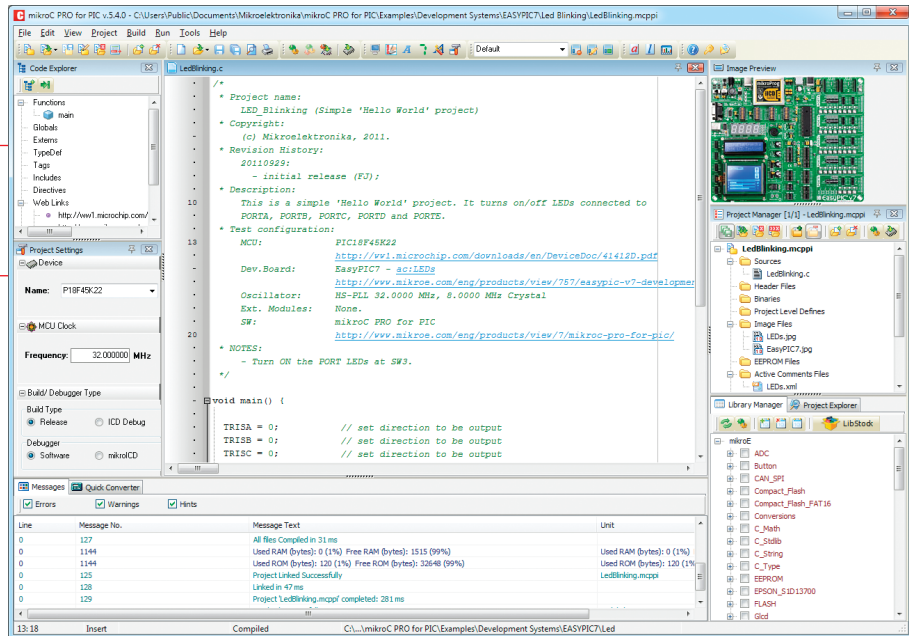 mikroC PRO for PIC v.5.4.0 - C:\Users\Public\Documents\Mikroelektronika\mikroC PRO for PIC\Examples\Development Systems\EASYPIC7\Led Blinking\LedBlinking.mcppi
File Edit View Project Build Run Tools Help
Default
Code Explorer
Functions
main
Globals
Externs
TypeDef
Tags
Includes
Directives
Web Links
http://ww1.microchip.com/
Project Settings
Device
Name: P18F45K22
MCU Clock
Frequency: 32.000000 MHz
Build/ Debugger Type
Build Type
Release ICD Debug
Debugger
Software mikroICD
LedBlinking.c
/*
* Project name:
LED_Blinking (Simple 'Hello World' project)
* Copyright:
(c) Mikroelektronika, 2011.
* Revision History:
20110929:
- initial release (FJ);
* Description:
10 This is a simple 'Hello World' project. It turns on/off LEDs connected to
PORTA, PORTB, PORTC, PORTD and PORTE.
* Test configuration:
13 MCU: PIC18F45K22
http://ww1.microchip.com/downloads/en/DeviceDoc/41412D.pdf
Dev.Board: EasyPIC7 - ac:LEDs
http://www.mikroe.com/eng/products/view/757/easypic-v7-developmen
Oscillator: HS-PLL 32.0000 MHz, 8.0000 MHz Crystal
Ext. Modules: None.
SW: mikroC PRO for PIC
20 http://www.mikroe.com/eng/products/view/7/mikroc-pro-for-pic/
* NOTES:
- Turn ON the PORT LEDs at SW3.
*/
void main() {
TRISA = 0; // set direction to be output
TRISB = 0; // set direction to be output
TRISC = 0; // set direction to be output
Image Preview
EasyPIC v7
Project Manager [1/1] - LedBlinking.mcppi
LedBlinking.mcppi
Sources
LedBlinking.c
Header Files
Binaries
Project Level Defines
Image Files
LEDs.jpg
EasyPIC7.jpg
EEPROM Files
Active Comments Files
LEDs.xml
Library Manager Project Explorer
LibStock
mikroE
ADC
Button
CAN_SPI
Compact_Flash
Compact_Flash_FAT16
Conversions
C_Math
C_Stdlib
C_String
C_Type
EEPROM
EPSON_S1D13700
FLASH
Glcd
Messages Quick Converter
Errors Warnings Hints
Line Message No. Message Text Unit
0 127 All files Compiled in 31 ms
0 1144 Used RAM (bytes): 0 (1%) Free RAM (bytes): 1515 (99%) Used RAM (bytes): 0 (1%)
0 1144 Used ROM (bytes): 120 (1%) Free ROM (bytes): 32648 (99%) Used ROM (bytes): 120 (1%
0 125 Project Linked Successfully LedBlinking.mcppi
0 128 Linked in 47 ms
0 129 Project 'LedBlinking.mcppi' completed: 281 ms
13:18 Insert Compiled C:\...\mikroC PRO for PIC\Examples\Development Systems\EASYPIC7\Led